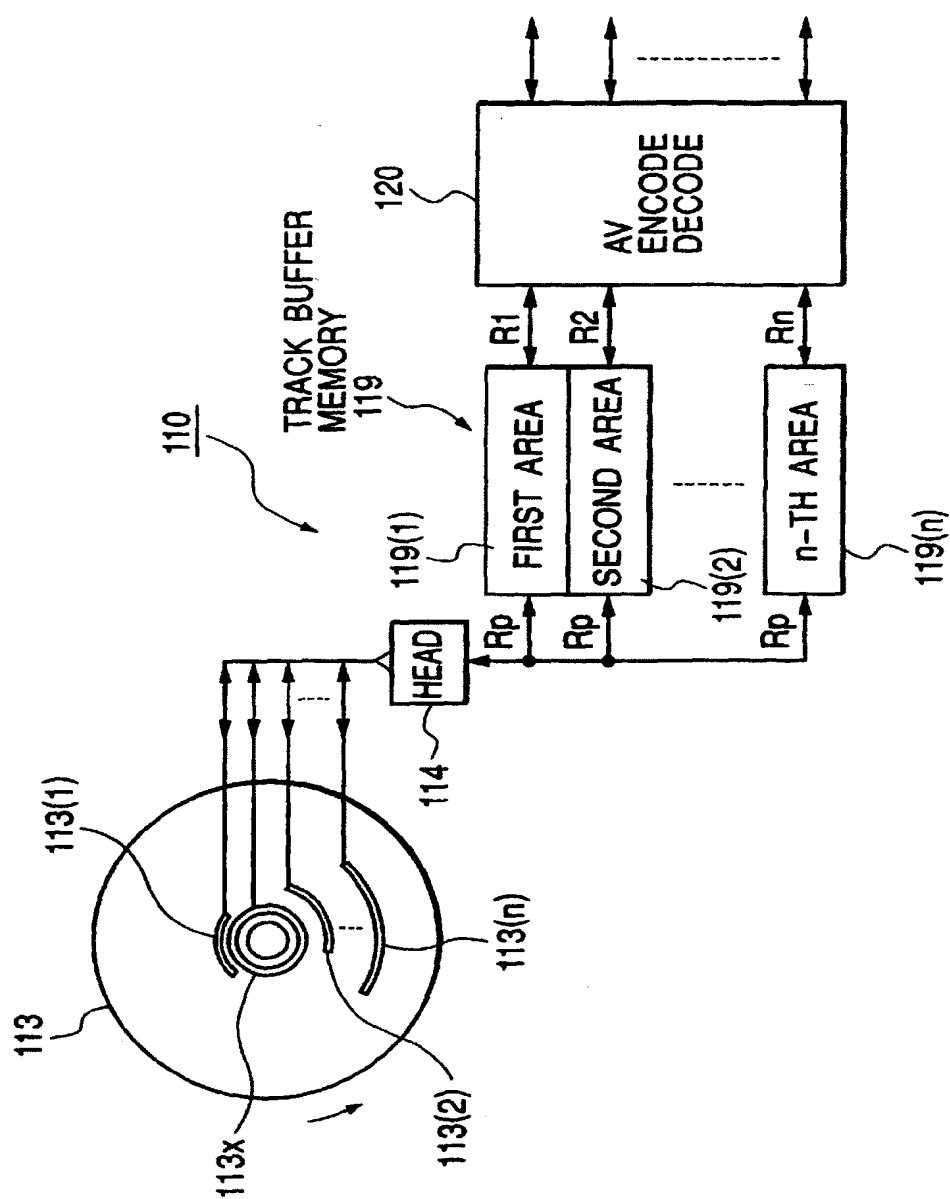 110
113
113(1)
113x
113(2)
113(n)
HEAD
114
TRACK BUFFER
MEMORY
119
119(1)
Rp
FIRST AREA
R1
Rp
SECOND AREA
R2
119(2)
Rp
n-TH AREA
Rn
119(n)
120
AV
ENCODE
DECODE